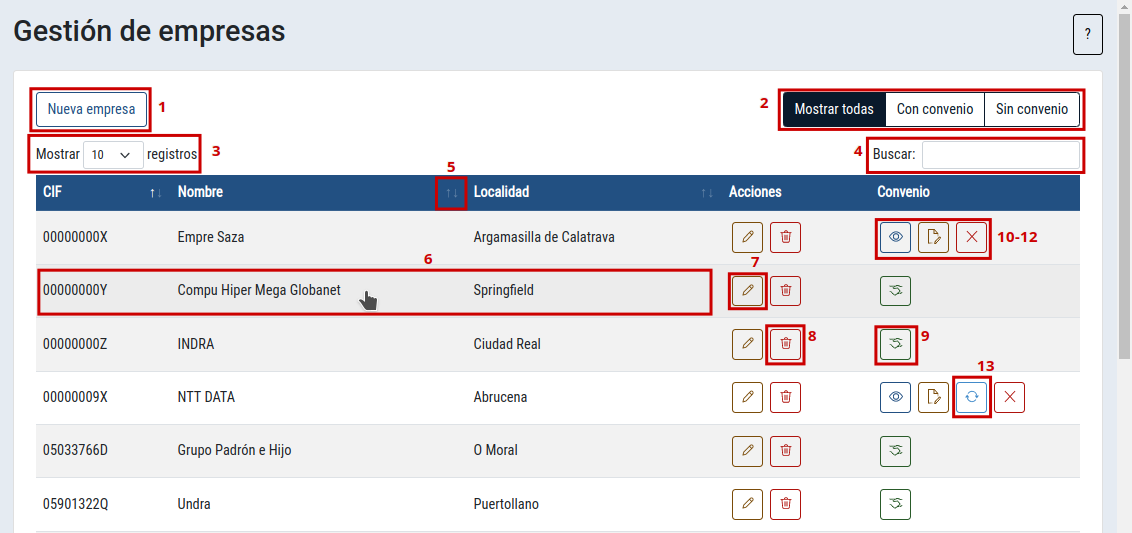 Gestión de empresas
?
Nueva empresa 1
2 Mostrar todas Con convenio Sin convenio
Mostrar 10 registros 3
4 Buscar:
5
CIF Nombre Localidad Acciones Convenio
00000000X Empre Saza Argamasilla de Calatrava 10-12
6 7
00000000Y Compu Hiper Mega Globanet Springfield
00000000Z INDRA Ciudad Real 8 9
13
00000009X NTT DATA Abrucena
05033766D Grupo Padrón e Hijo O Moral
05901322Q Undra Puertollano